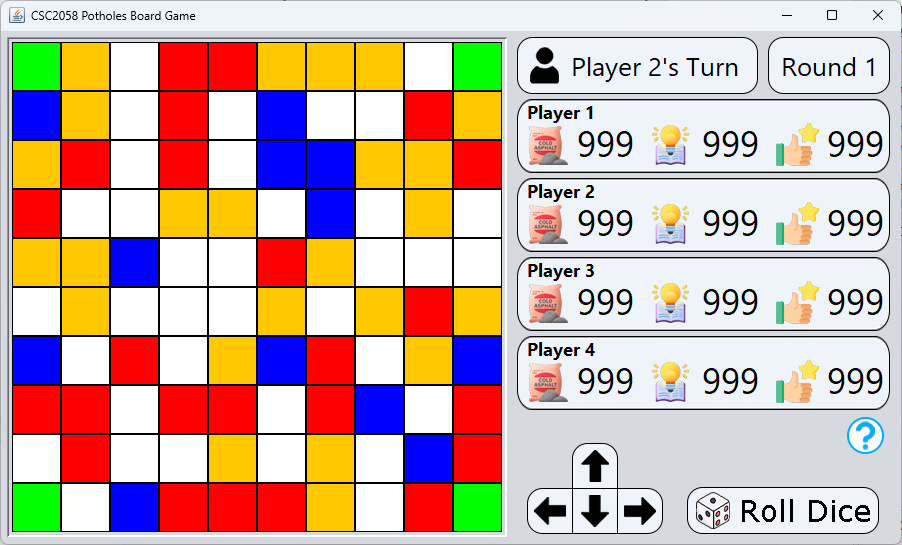 CSC2058 Potholes Board Game
Player 2's Turn
Round 1
Player 1
COLD ASPHALT
999 999 999
Player 2
COLD ASPHALT
999 999 999
Player 3
COLD ASPHALT
999 999 999
Player 4
COLD ASPHALT
999 999 999
?
Roll Dice